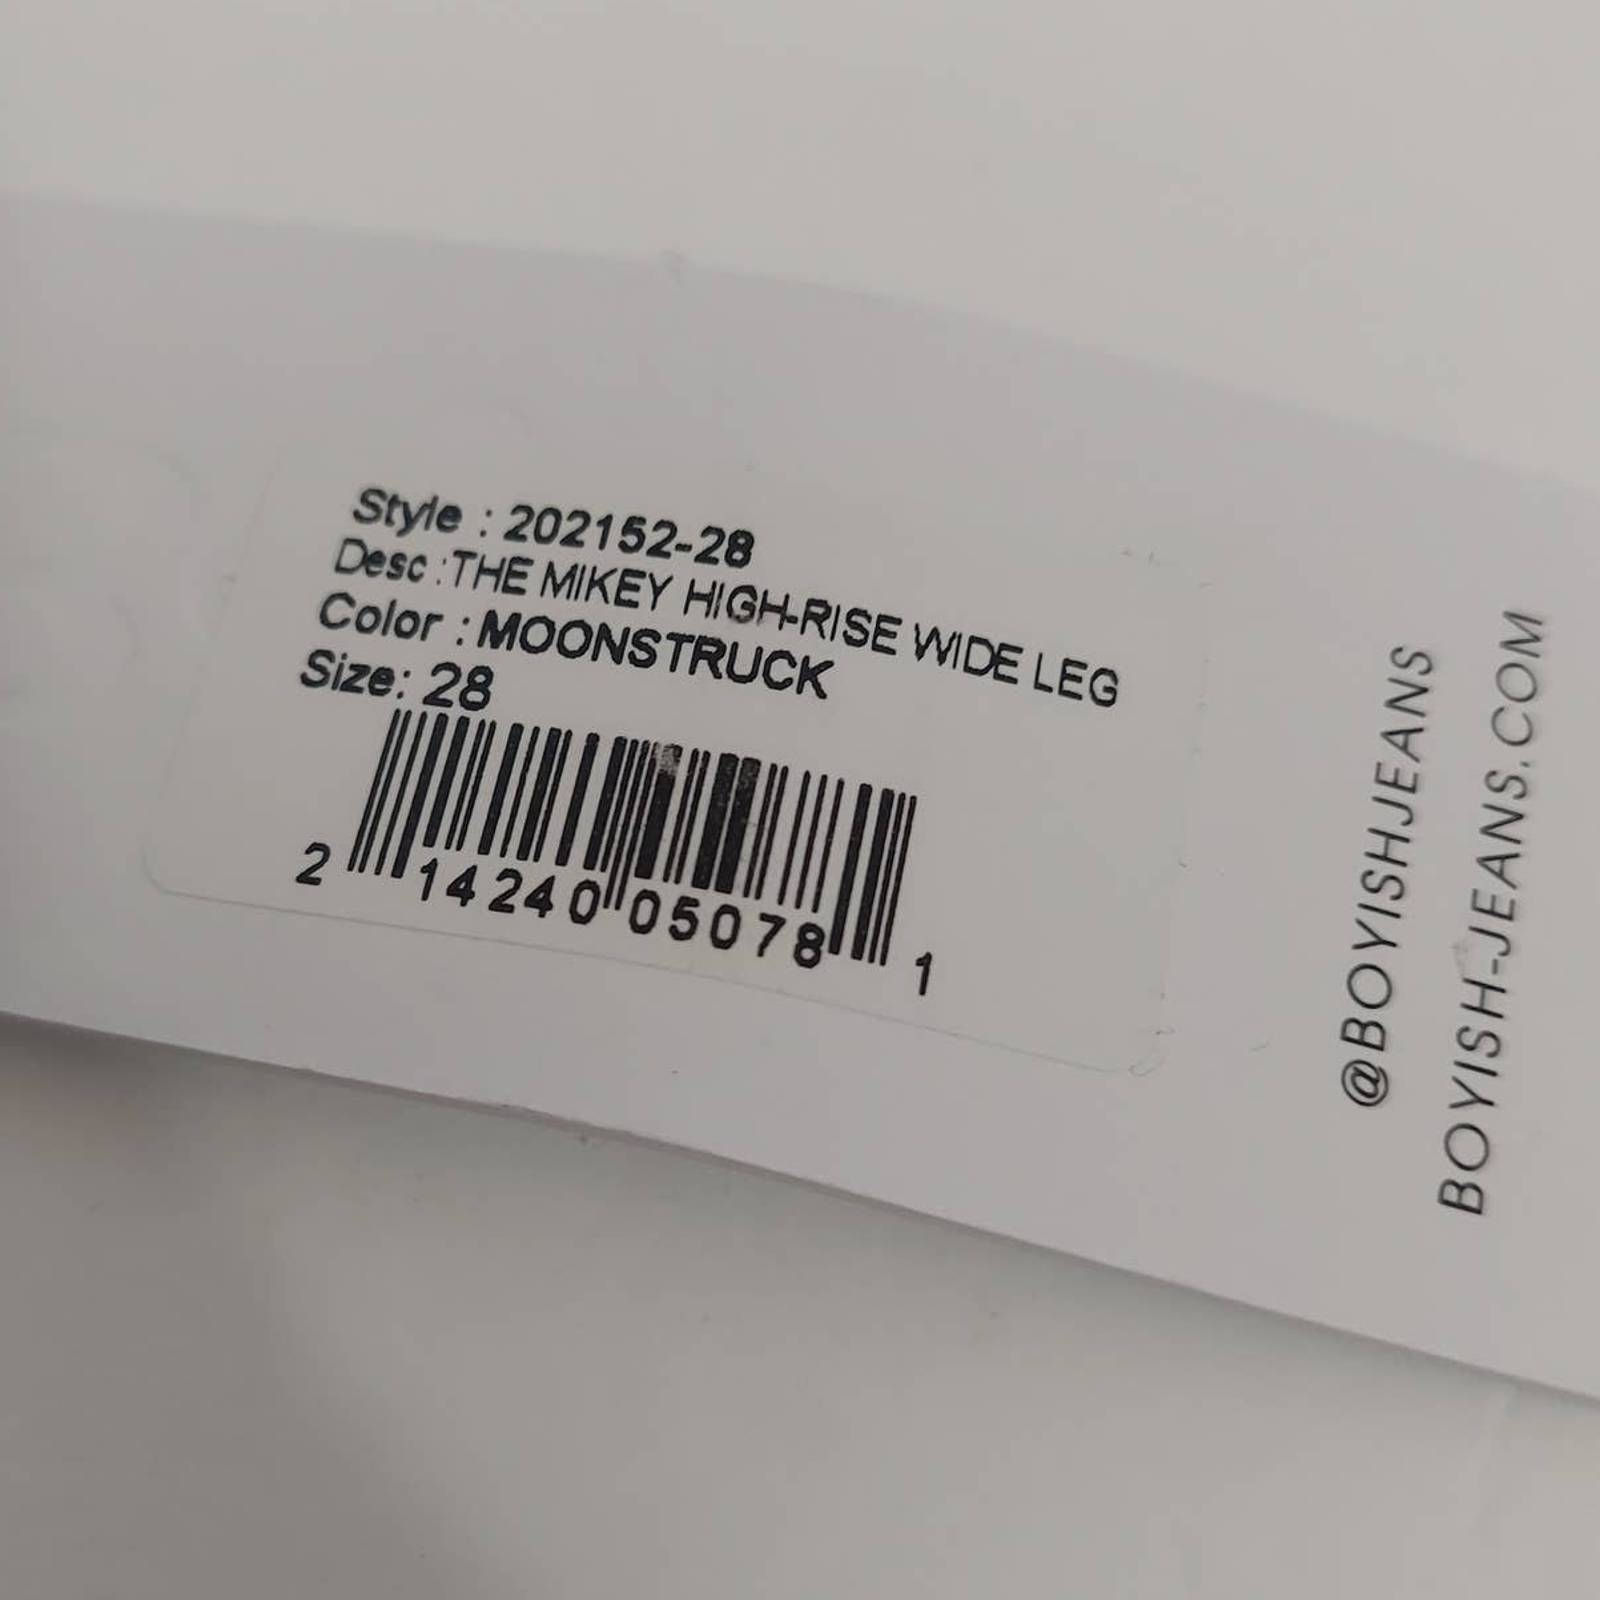 Style : 202152-28
Desc :THE MIKEY HIGH-RISE WIDE LEG
Color : MOONSTRUCK
Size: 28
2 14240 05078 1
@BOYISHJEANS
BOYISH-JEANS.COM